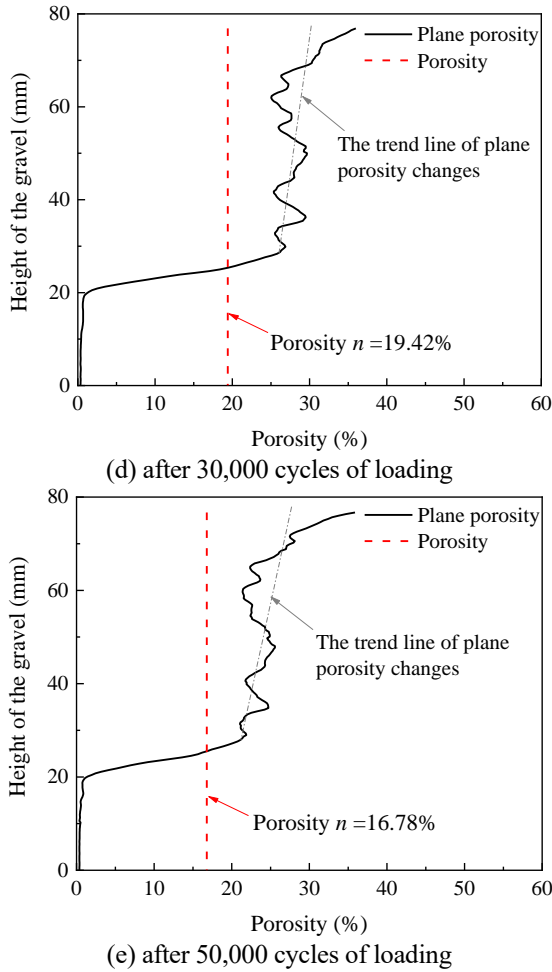 80
60
40
20
0
Height of the gravel (mm)
Plane porosity
Porosity
The trend line of plane
porosity changes
Porosity n =19.42%
0 10 20 30 40 50 60
Porosity (%)
(d) after 30,000 cycles of loading
80
60
40
20
0
Height of the gravel (mm)
Plane porosity
Porosity
The trend line of plane
porosity changes
Porosity n =16.78%
0 10 20 30 40 50 60
Porosity (%)
(e) after 50,000 cycles of loading